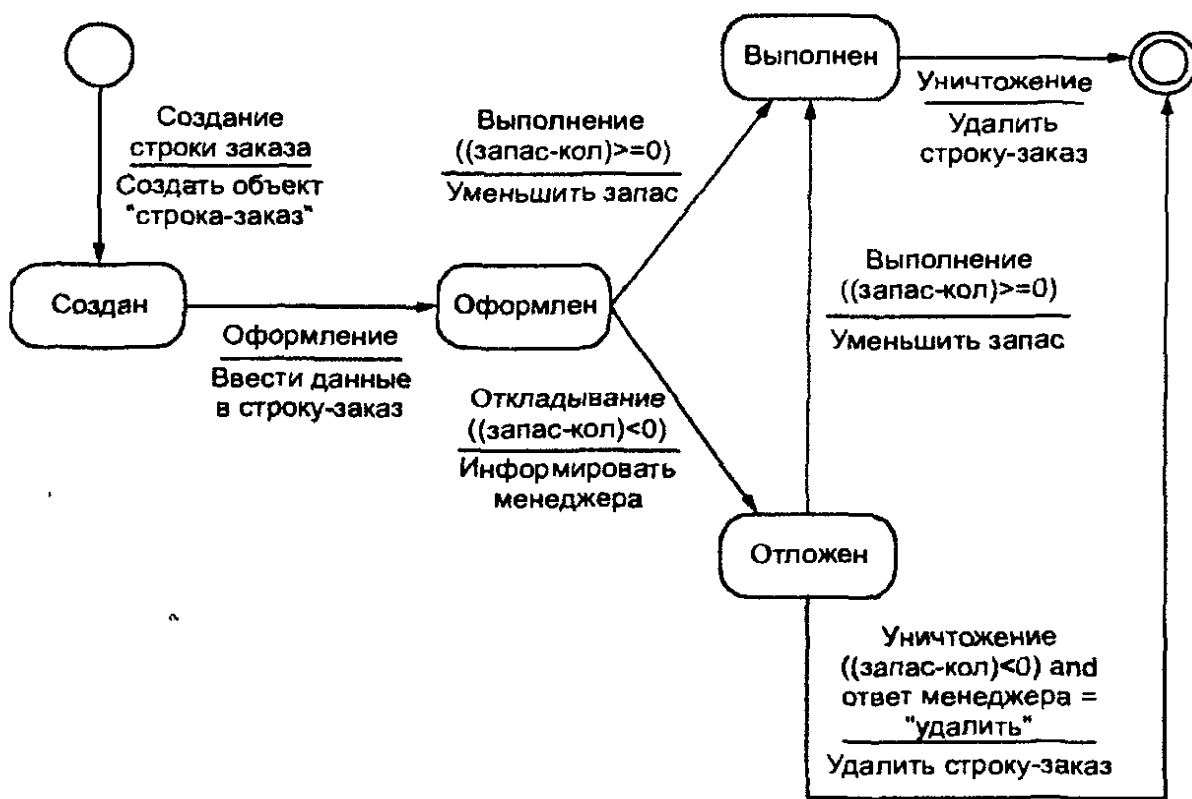 Создание
строки заказа
Создать объект
"строка-заказ"
Создан
Оформление
Ввести данные
в строку-заказ
Оформлен
Выполнение
((запас-кол)>=0)
Уменьшить запас
Откладывание
((запас-кол)<0)
Информировать
менеджера
Выполнен
Уничтожение
Удалить
строку-заказ
Выполнение
((запас-кол)>=0)
Уменьшить запас
Отложен
Уничтожение
((запас-кол)<0) and
ответ менеджера =
"удалить"
Удалить строку-заказ